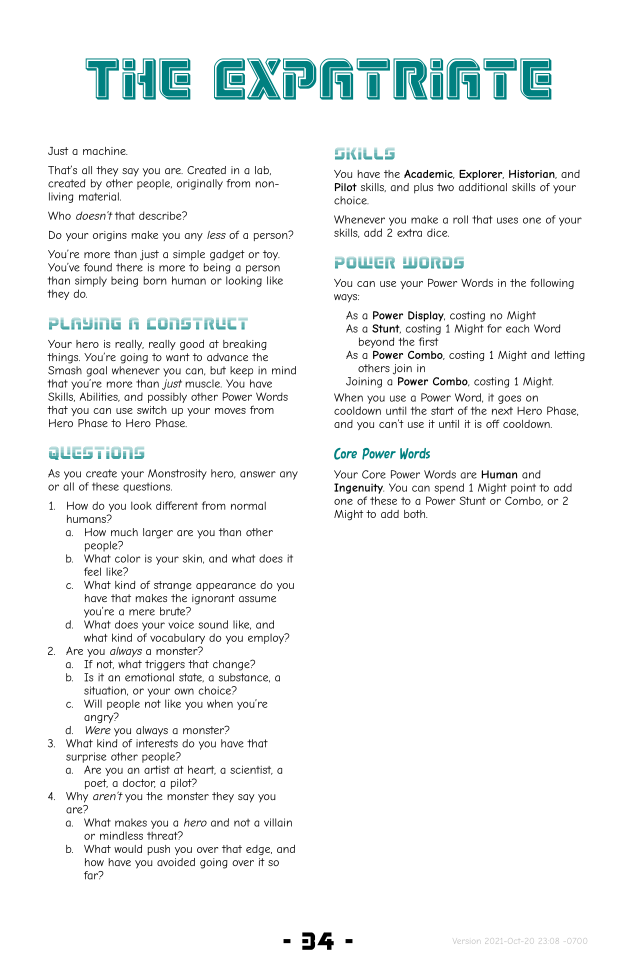 THE EXPATRIATE
Just a machine.
That's all they say you are. Created in a lab,
created by other people, originally from non-
living material.
Who doesn't that describe?
Do your origins make you any less of a person?
You're more than just a simple gadget or toy.
You've found there is more to being a person
than simply being born human or looking like
they do.
PLAYING A CONSTRUCT
Your hero is really, really good at breaking
things. You're going to want to advance the
Smash goal whenever you can, but keep in mind
that you're more than just muscle. You have
Skills, Abilities, and possibly other Power Words
that you can use switch up your moves from
Hero Phase to Hero Phase.
QUESTIONS
As you create your Monstrosity hero, answer any
or all of these questions.
1. How do you look different from normal
humans?
a. How much larger are you than other
people?
b. What color is your skin, and what does it
feel like?
c. What kind of strange appearance do you
have that makes the ignorant assume
you're a mere brute?
d. What does your voice sound like, and
what kind of vocabulary do you employ?
2. Are you always a monster?
a. If not, what triggers that change?
b. Is it an emotional state, a substance, a
situation, or your own choice?
c. Will people not like you when you're
angry?
d. Were you always a monster?
3. What kind of interests do you have that
surprise other people?
a. Are you an artist at heart, a scientist, a
poet, a doctor, a pilot?
4. Why aren't you the monster they say you
are?
a. What makes you a hero and not a villain
or mindless threat?
b. What would push you over that edge, and
how have you avoided going over it so
far?
SKILLS
You have the Academic, Explorer, Historian, and
Pilot skills, and plus two additional skills of your
choice.
Whenever you make a roll that uses one of your
skills, add 2 extra dice.
POWER WORDS
You can use your Power Words in the following
ways:
As a Power Display, costing no Might
As a Stunt, costing 1 Might for each Word
beyond the first
As a Power Combo, costing 1 Might and letting
others join in
Joining a Power Combo, costing 1 Might.
When you use a Power Word, it goes on
cooldown until the start of the next Hero Phase,
and you can't use it until it is off cooldown.
Core Power Words
Your Core Power Words are Human and
Ingenuity. You can spend 1 Might point to add
one of these to a Power Stunt or Combo, or 2
Might to add both.
- 34 -
Version 2021-Oct-20 23:08 -0700